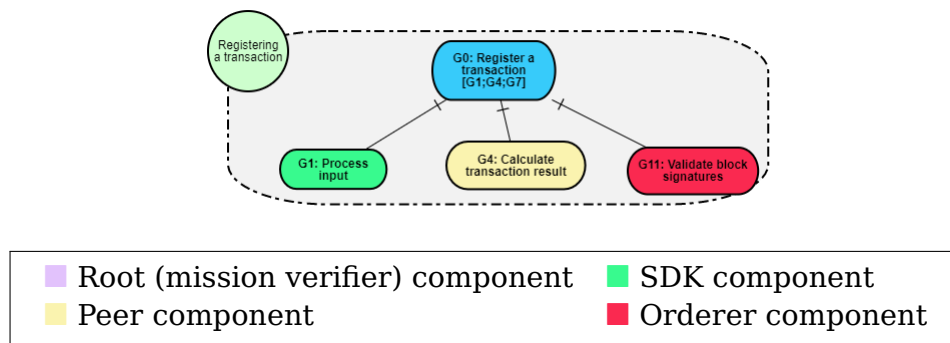 Registering
a transaction
G0: Register a
transaction
[G1;G4;G7]
G1: Process
input
G4: Calculate
transaction result
G11: Validate block
signatures
Root (mission verifier) component
SDK component
Peer component
Orderer component